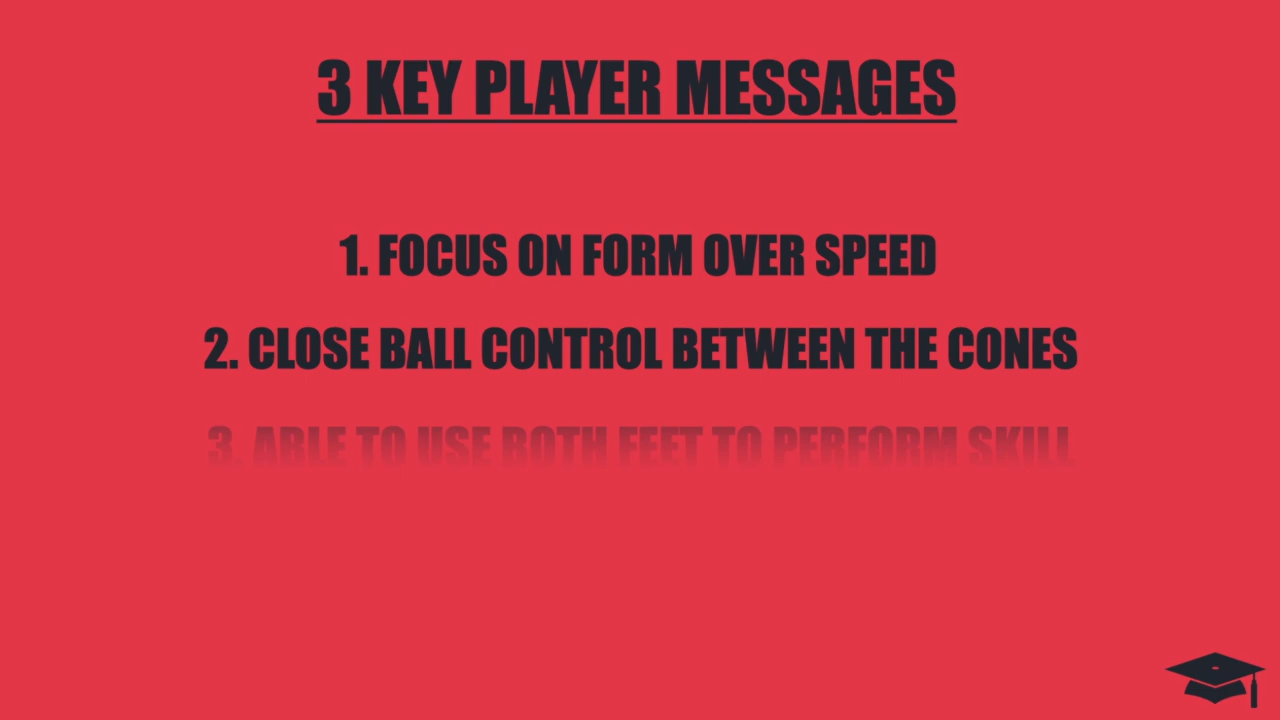 3 KEY PLAYER MESSAGES
1. FOCUS ON FORM OVER SPEED
2. CLOSE BALL CONTROL BETWEEN THE CONES
3. ABLE TO USE BOTH FEET TO PERFORM SKILL